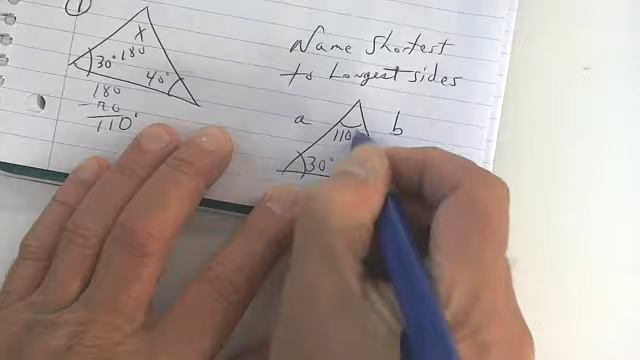 1
X
30° 180
40°
180
- 70
110°
Name shortest
to Longest sides
a
b
110
30°